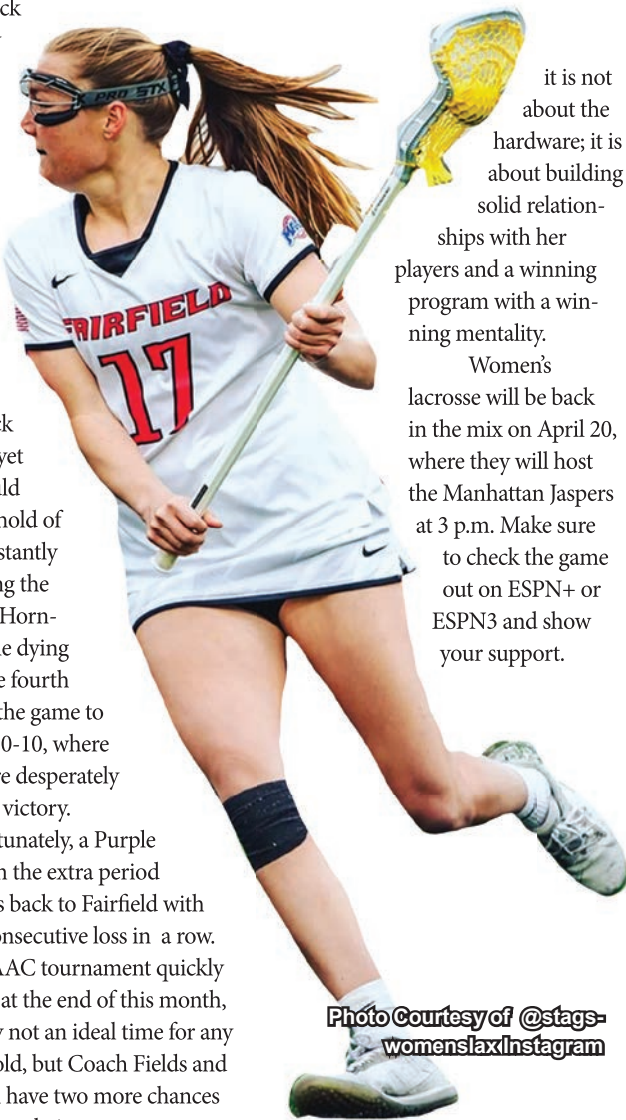 ck
K PRO STX
MAAC
FAIRFIELD
17
ck
yet
ld
hold of
stantly
ng the
Horn-
e dying
e fourth
the game to
0-10, where
re desperately
victory.
tunately, a Purple
n the extra period
s back to Fairfield with
onsecutive loss in a row.
AAC tournament quickly
at the end of this month,
y not an ideal time for any
old, but Coach Fields and
have two more chances
it is not
about the
hardware; it is
about building
solid relation-
ships with her
players and a winning
program with a win-
ning mentality.
Women's
lacrosse will be back
in the mix on April 20,
where they will host
the Manhattan Jaspers
at 3 p.m. Make sure
to check the game
out on ESPN+ or
ESPN3 and show
your support.
Photo Courtesy of @stags-
womenslax Instagram